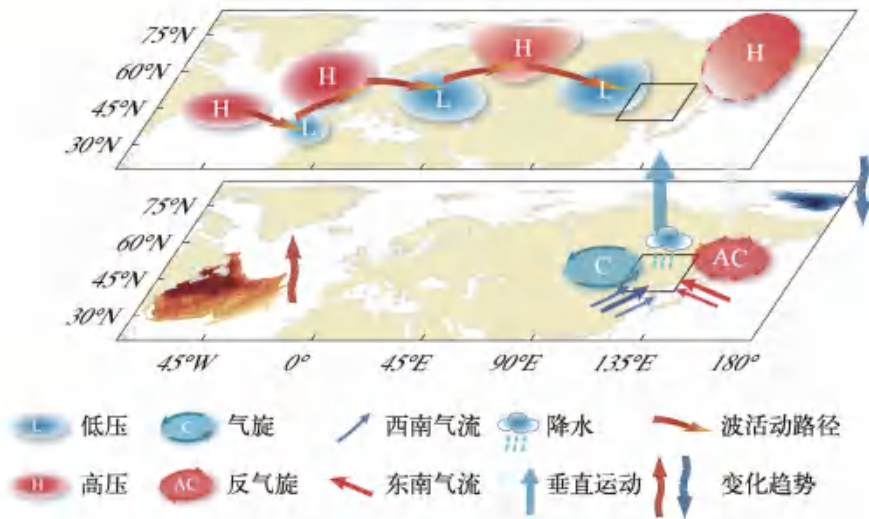 75°N
60°N
45°N
30°N
H
L
H
L
H
L
H
75°N
60°N
45°N
30°N
C
AC
45°W
0°
45°E
90°E
135°E
180°
L 低压
C 气旋
西南气流
降水
波活动路径
H 高压
AC 反气旋
东南气流
垂直运动
变化趋势